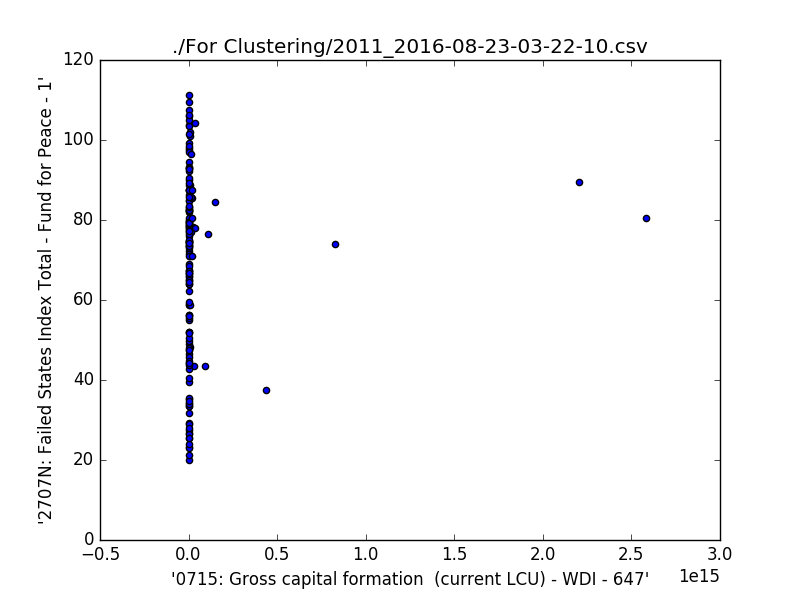 ./For Clustering/2011_2016-08-23-03-22-10.csv
120
100
80
60
40
20
0
'2707N: Failed States Index Total - Fund for Peace - 1'
−0.5 0.0 0.5 1.0 1.5 2.0 2.5 3.0
1e15
'0715: Gross capital formation  (current LCU) - WDI - 647'